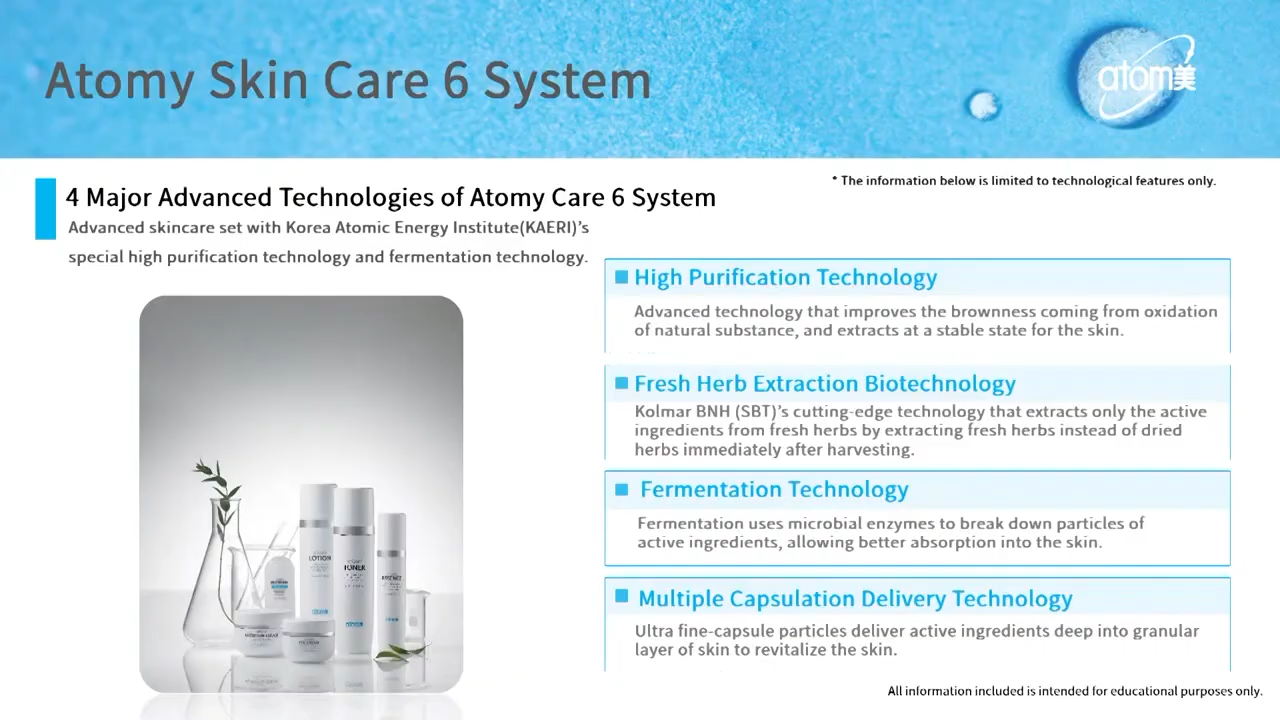 Atomy Skin Care 6 System
atom美
* The information below is limited to technological features only.
4 Major Advanced Technologies of Atomy Care 6 System
Advanced skincare set with Korea Atomic Energy Institute(KAERI)'s
special high purification technology and fermentation technology.
High Purification Technology
Advanced technology that improves the brownness coming from oxidation
of natural substance, and extracts at a stable state for the skin.
Fresh Herb Extraction Biotechnology
Kolmar BNH (SBT)'s cutting-edge technology that extracts only the active
ingredients from fresh herbs by extracting fresh herbs instead of dried
herbs immediately after harvesting.
Fermentation Technology
Fermentation uses microbial enzymes to break down particles of
active ingredients, allowing better absorption into the skin.
Multiple Capsulation Delivery Technology
Ultra fine-capsule particles deliver active ingredients deep into granular
layer of skin to revitalize the skin.
LOTION
TONER
ESSENCE
All information included is intended for educational purposes only.